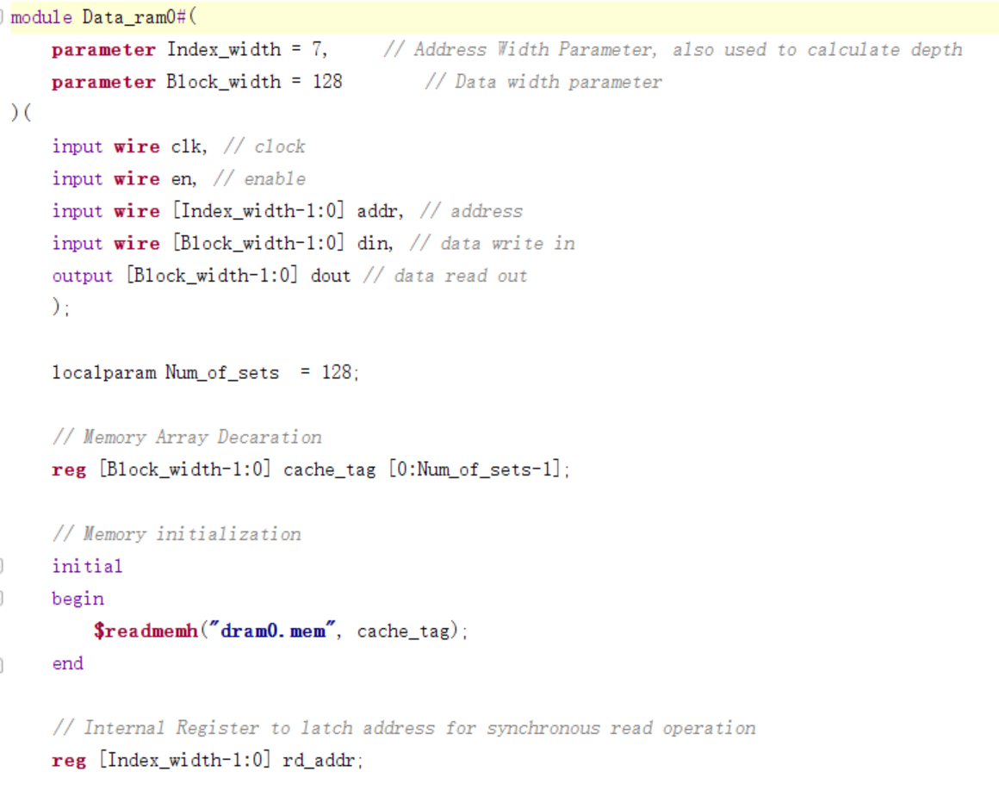 module Data_ram0#(
parameter Index_width = 7, // Address Width Parameter, also used to calculate depth
parameter Block_width = 128 // Data width parameter
)(
input wire clk, // clock
input wire en, // enable
input wire [Index_width-1:0] addr, // address
input wire [Block_width-1:0] din, // data write in
output [Block_width-1:0] dout // data read out
);
localparam Num_of_sets = 128;
// Memory Array Decaration
reg [Block_width-1:0] cache_tag [0:Num_of_sets-1];
// Memory initialization
initial
begin
$readmemh("dram0.mem", cache_tag);
end
// Internal Register to latch address for synchronous read operation
reg [Index_width-1:0] rd_addr;